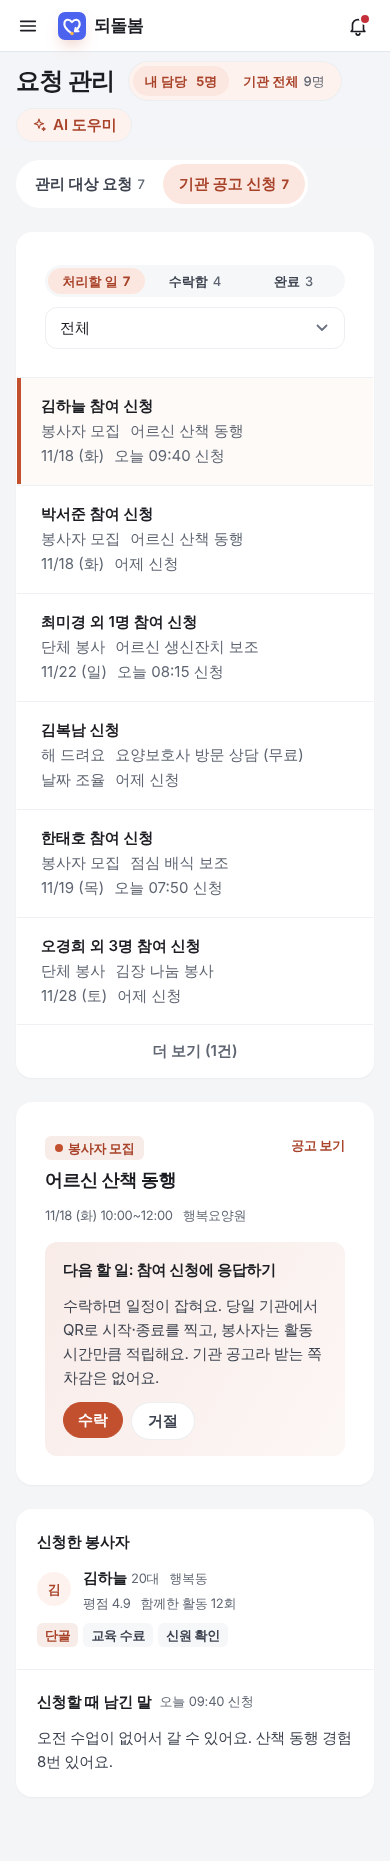 되돌봄
요청 관리
내 담당 5명 기관 전체 9명
AI 도우미
관리 대상 요청 7 기관 공고 신청 7
처리할 일 7 수락함 4 완료 3
전체
김하늘 참여 신청
봉사자 모집 어르신 산책 동행
11/18 (화) 오늘 09:40 신청
박서준 참여 신청
봉사자 모집 어르신 산책 동행
11/18 (화) 어제 신청
최미경 외 1명 참여 신청
단체 봉사 어르신 생신잔치 보조
11/22 (일) 오늘 08:15 신청
김복남 신청
해 드려요 요양보호사 방문 상담 (무료)
날짜 조율 어제 신청
한태호 참여 신청
봉사자 모집 점심 배식 보조
11/19 (목) 오늘 07:50 신청
오경희 외 3명 참여 신청
단체 봉사 김장 나눔 봉사
11/28 (토) 어제 신청
더 보기 (1건)
봉사자 모집 공고 보기
어르신 산책 동행
11/18 (화) 10:00~12:00 행복요양원
다음 할 일: 참여 신청에 응답하기
수락하면 일정이 잡혀요. 당일 기관에서
QR로 시작·종료를 찍고, 봉사자는 활동
시간만큼 적립해요. 기관 공고라 받는 쪽
차감은 없어요.
수락 거절
신청한 봉사자
김 김하늘 20대 행복동
평점 4.9 함께한 활동 12회
단골 교육 수료 신원 확인
신청할 때 남긴 말 오늘 09:40 신청
오전 수업이 없어서 갈 수 있어요. 산책 동행 경험
8번 있어요.